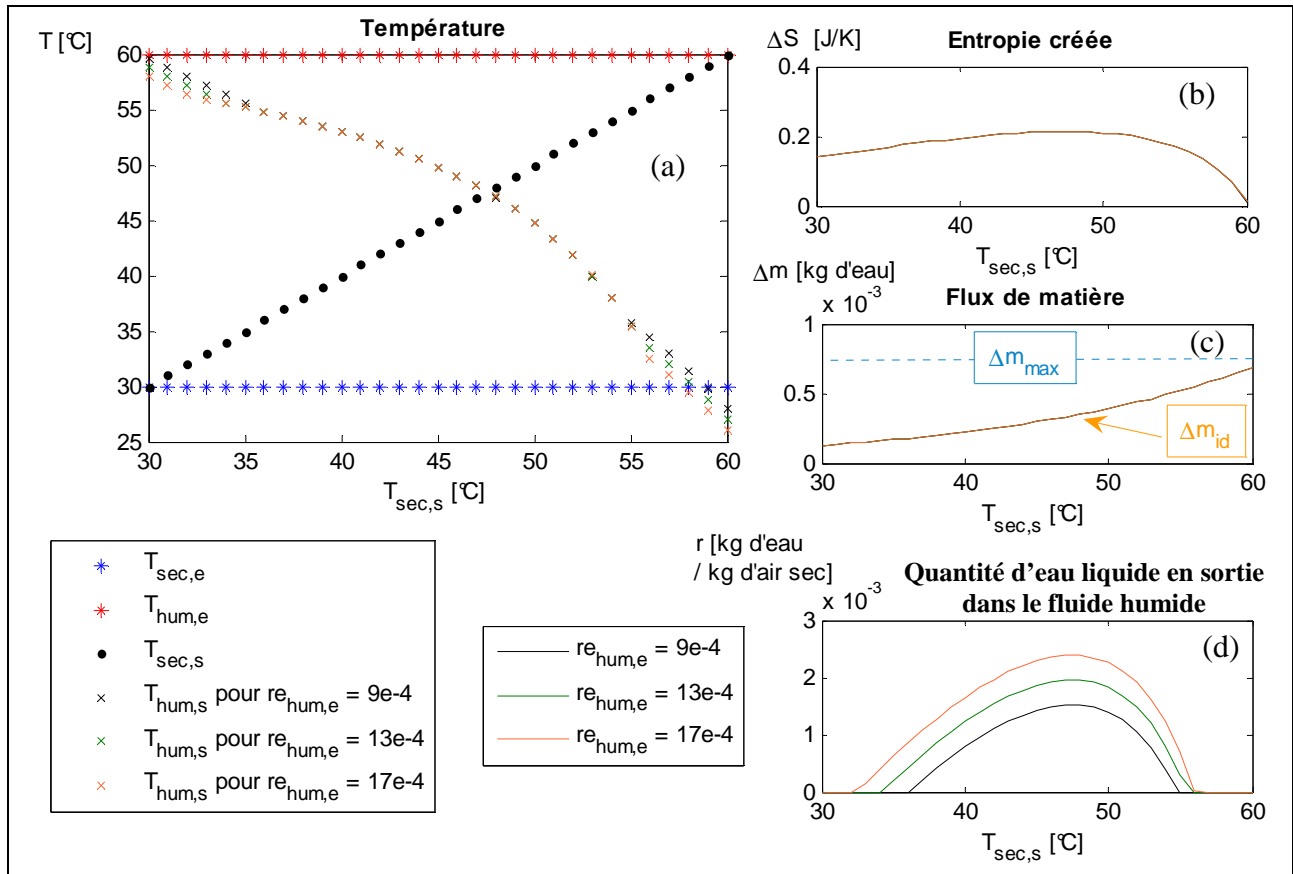 Température
T [°C]
60
55
50
45
40
35
30
25
(a)
30 35 40 45 50 55 60
T_sec,s [°C]
ΔS [J/K]
Entropie créée
0.4
0.2
0
(b)
30 40 50 60
T_sec,s [°C]
Δm [kg d'eau]
x 10^-3
Flux de matière
1
0.5
0
(c)
Δm_max
Δm_id
30 40 50 60
T_sec,s [°C]
r [kg d'eau
/ kg d'air sec]
x 10^-3
Quantité d'eau liquide en sortie
dans le fluide humide
3
2
1
0
(d)
30 40 50 60
T_sec,s [°C]
T_sec,e
T_hum,e
T_sec,s
T_hum,s pour re_hum,e = 9e-4
T_hum,s pour re_hum,e = 13e-4
T_hum,s pour re_hum,e = 17e-4
re_hum,e = 9e-4
re_hum,e = 13e-4
re_hum,e = 17e-4